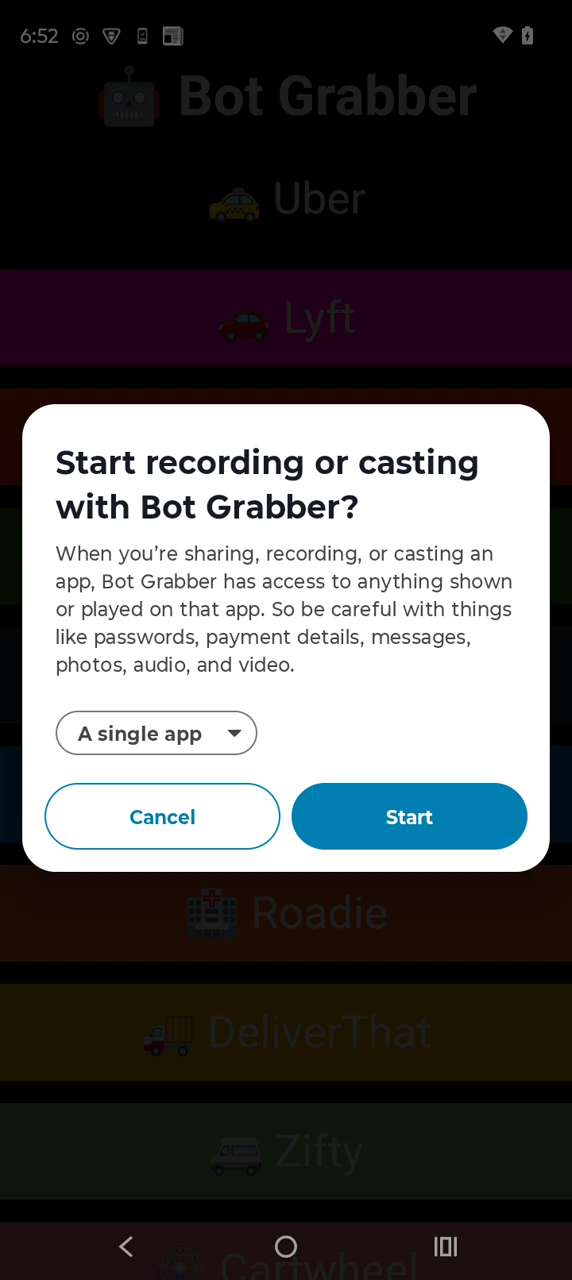 6:52
Bot Grabber
Uber
Lyft
Start recording or casting
with Bot Grabber?
When you’re sharing, recording, or casting an
app, Bot Grabber has access to anything shown
or played on that app. So be careful with things
like passwords, payment details, messages,
photos, audio, and video.
A single app
Cancel
Start
Roadie
DeliverThat
Zifty
Cartwheel